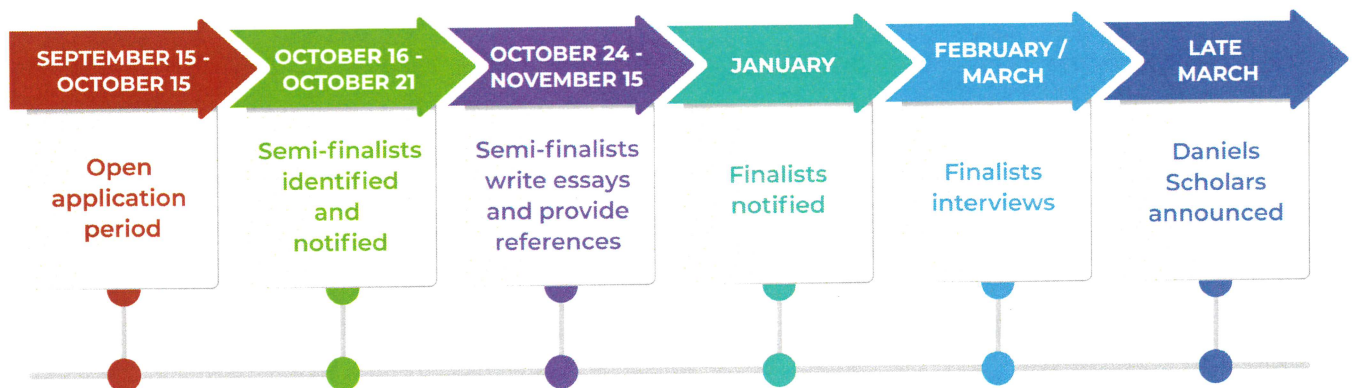 SEPTEMBER 15 -
OCTOBER 15
OCTOBER 16 -
OCTOBER 21
OCTOBER 24 -
NOVEMBER 15
JANUARY
FEBRUARY /
MARCH
LATE
MARCH
Open
application
period
Semi-finalists
identified
and
notified
Semi-finalists
write essays
and provide
references
Finalists
notified
Finalists
interviews
Daniels
Scholars
announced